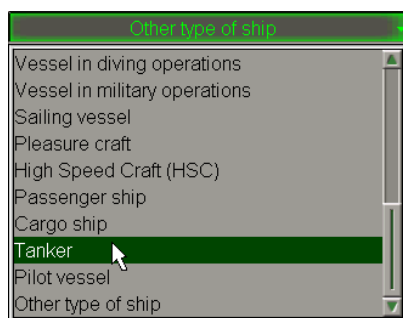 Other type of ship
Vessel in diving operations
Vessel in military operations
Sailing vessel
Pleasure craft
High Speed Craft (HSC)
Passenger ship
Cargo ship
Tanker
Pilot vessel
Other type of ship